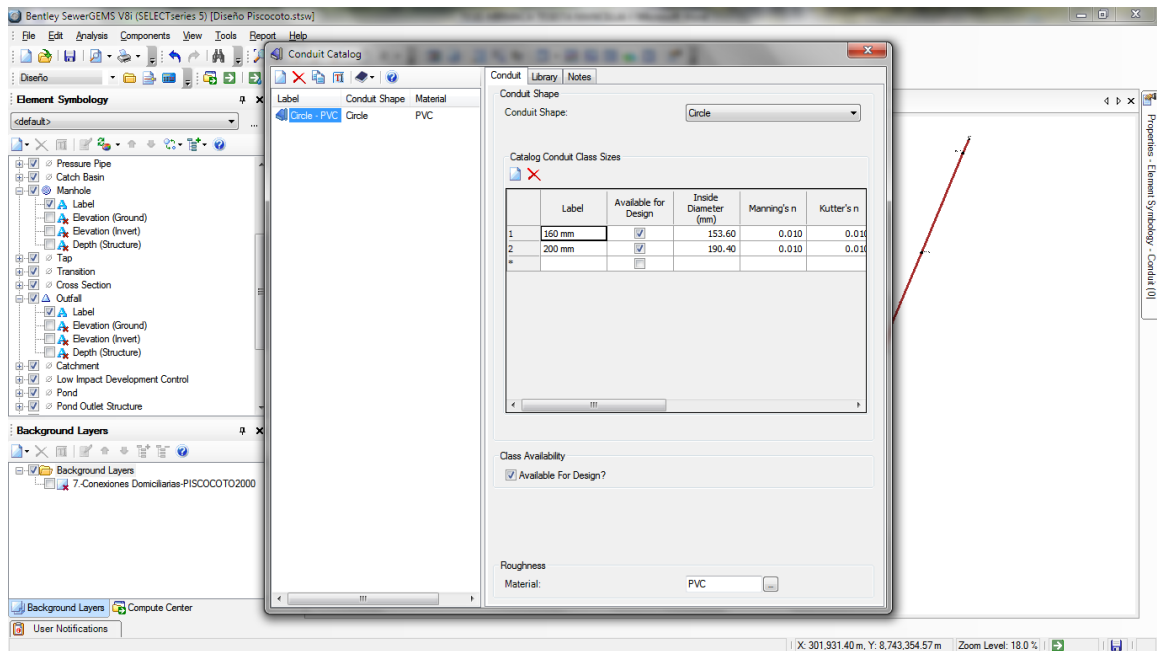 Bentley SewerGEMS V8i (SELECTseries 5) [Diseño Piscocoto.stsw]
File Edit Analysis Components View Tools Report Help
Diseño
Element Symbology
<default>
...
Pressure Pipe
Catch Basin
Manhole
Label
Elevation (Ground)
Elevation (Invert)
Depth (Structure)
Tap
Transition
Cross Section
Outfall
Label
Elevation (Ground)
Elevation (Invert)
Depth (Structure)
Catchment
Low Impact Development Control
Pond
Pond Outlet Structure
Background Layers
Background Layers
7.-Conexiones Domiciliarias-PISCOCOTO2000
Background Layers Compute Center
User Notifications
Conduit Catalog
Label Conduit Shape Material
Circle - PVC Circle PVC
Conduit Library Notes
Conduit Shape
Conduit Shape: Circle
Catalog Conduit Class Sizes
Label Available for Design Inside Diameter (mm) Manning's n Kutter's n
1 160 mm 153.60 0.010 0.010
2 200 mm 190.40 0.010 0.010
*
Class Availability
Available For Design?
Roughness
Material: PVC ...
Properties - Element Symbology - Conduit (0)
X: 301,931.40 m, Y: 8,743,354.57 m Zoom Level: 18.0 %